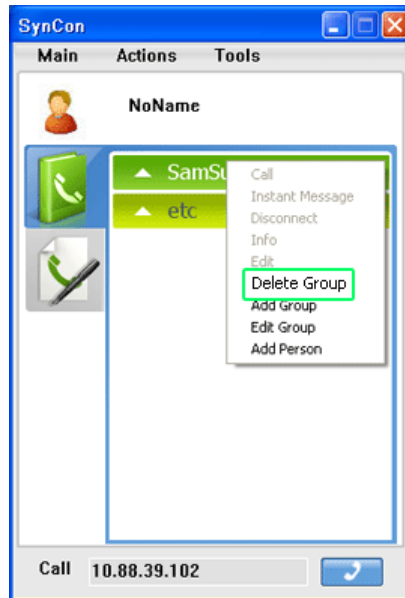 SynCon
Main Actions Tools
NoName
etc
Call
Instant Message
Disconnect
Info
Edit
Delete Group
Add Group
Edit Group
Add Person
Call 10.88.39.102